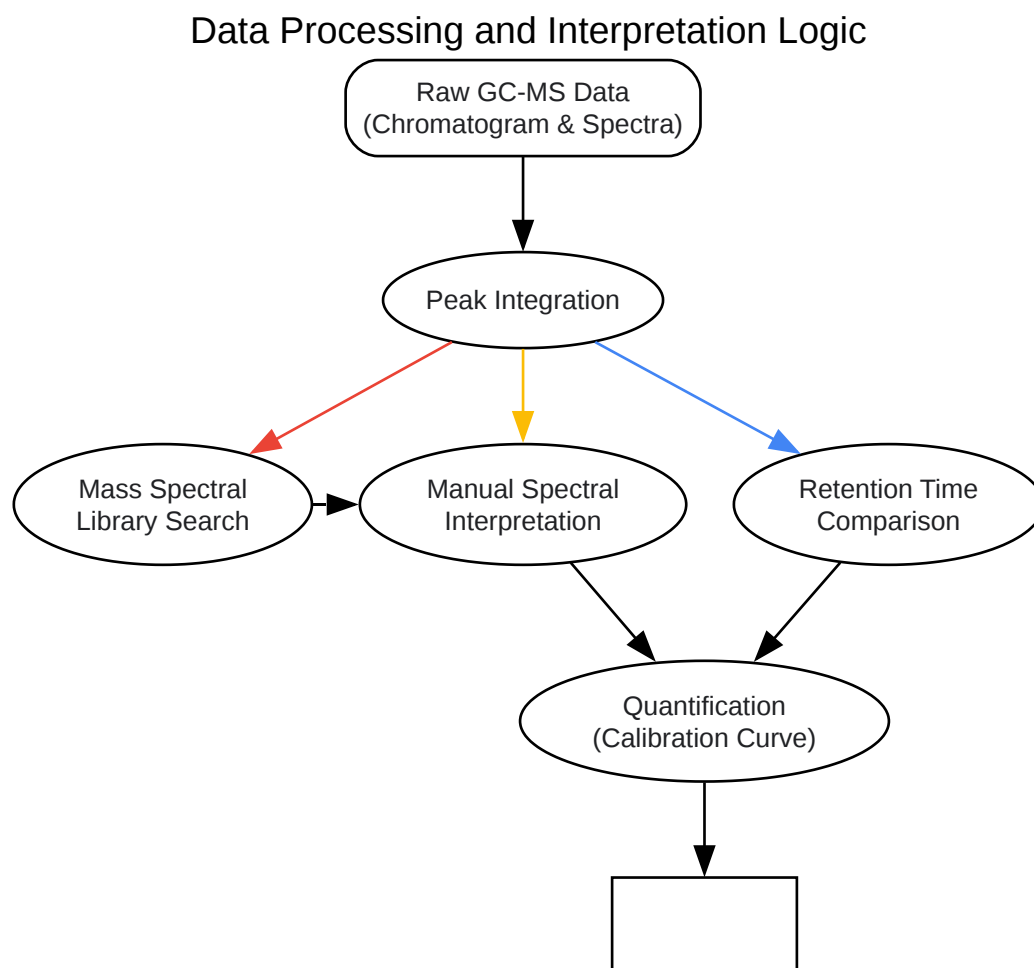 Data Processing and Interpretation Logic
Raw GC-MS Data
(Chromatogram & Spectra)
Peak Integration
Mass Spectral
Library Search
Manual Spectral
Interpretation
Retention Time
Comparison
Quantification
(Calibration Curve)